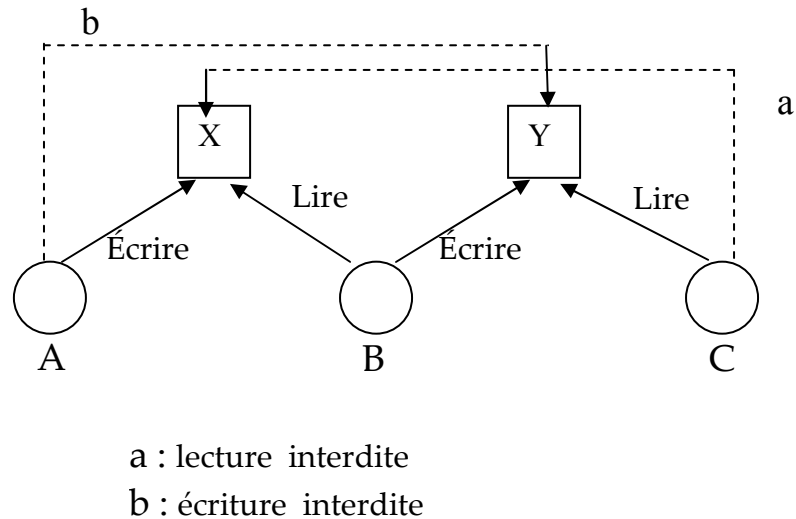 b
a
X
Y
Lire
Lire
Écrire
Écrire
A
B
C
a : lecture interdite
b : écriture interdite